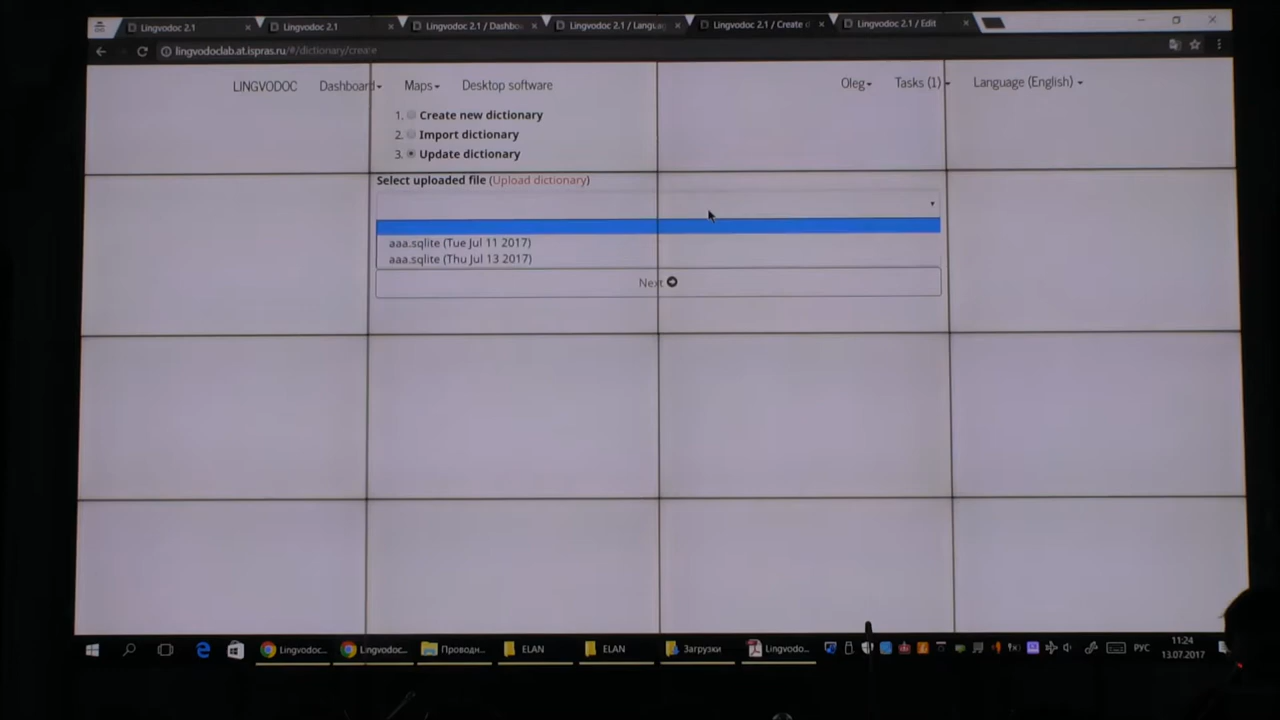 Lingvodoc 2.1
Lingvodoc 2.1
Lingvodoc 2.1 / Dashbo
Lingvodoc 2.1 / Langu
Lingvodoc 2.1 / Create d
Lingvodoc 2.1 / Edit
lingvodoclab.at.ispras.ru/#/dictionary/create
LINGVODOC Dashboard Maps Desktop software Oleg Tasks (1) Language (English)
1. Create new dictionary
2. Import dictionary
3. Update dictionary
Select uploaded file (Upload dictionary)
aaa.sqlite (Tue Jul 11 2017)
aaa.sqlite (Thu Jul 13 2017)
Next
Lingvodoc...
Lingvodoc...
Проводн...
ELAN
ELAN
Загрузки
Lingvodo...
РУС
11:24
13.07.2017